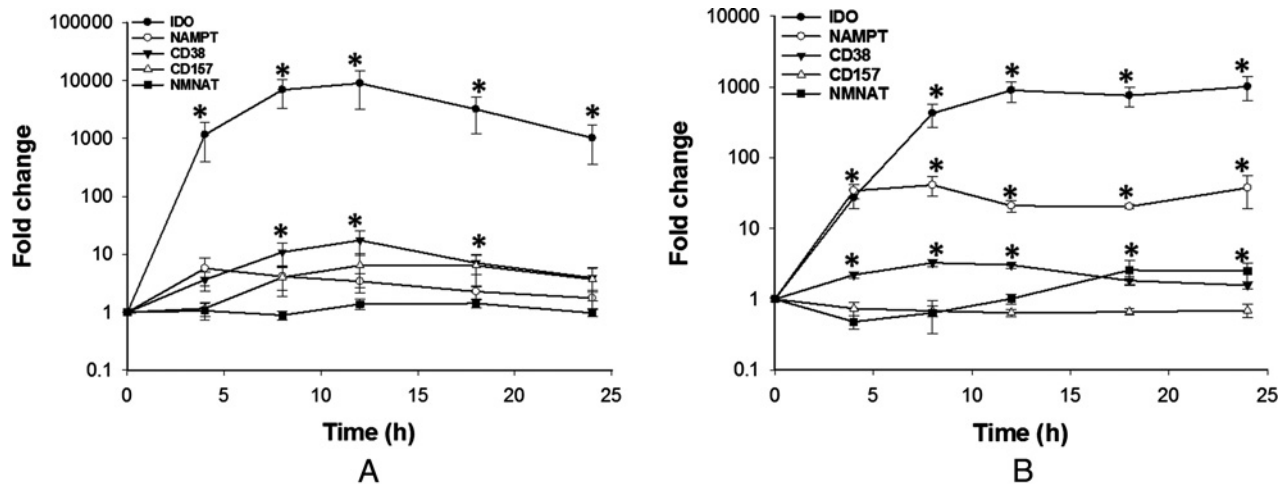 100000
10000
1000
100
10
1
0.1
Fold change
IDO
NAMPT
CD38
CD157
NMNAT
* * * * *
* * *
0 5 10 15 20 25
Time (h)
A
10000
1000
100
10
1
0.1
Fold change
IDO
NAMPT
CD38
CD157
NMNAT
* * * *
* * * * *
* * * * *
0 5 10 15 20 25
Time (h)
B